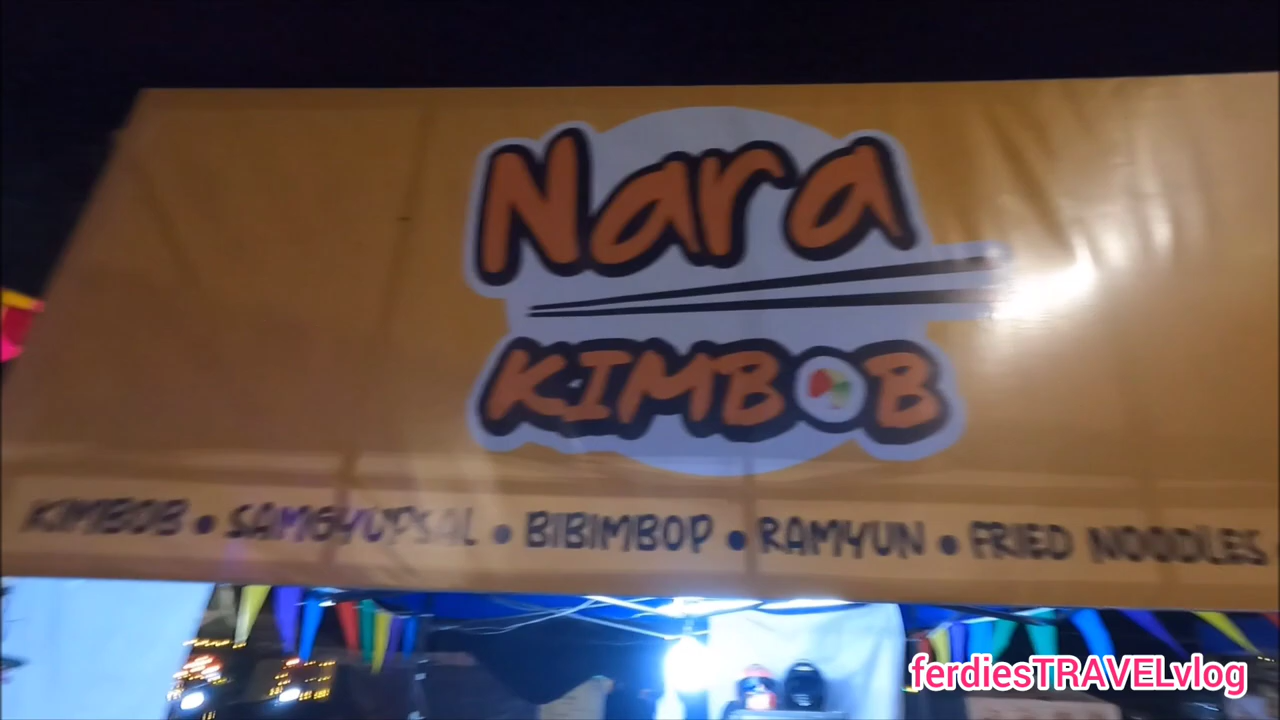 Nara
KIMBOB
KIMBOB • SAMGYUPSAL • BIBIMBOP • RAMYUN • FRIED NOODLES
ferdiesTRAVELvlog